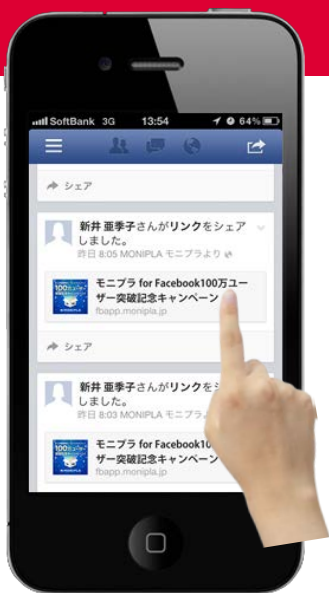 SoftBank 3G 13:54 64%
シェア
新井 亜季子さんがリンクをシェア
しました。
昨日 8:05 MONIPLA モニプラより
モニプラ for Facebook100万ユー
ザー突破記念キャンペーン
fbapp.monipla.jp
シェア
新井 亜季子さんがリンクを
しました。
昨日 8:03 MONIPLA モニプラ
モニプラ for Facebook10
ザー突破記念キャンペーン
fbapp.monipla.jp